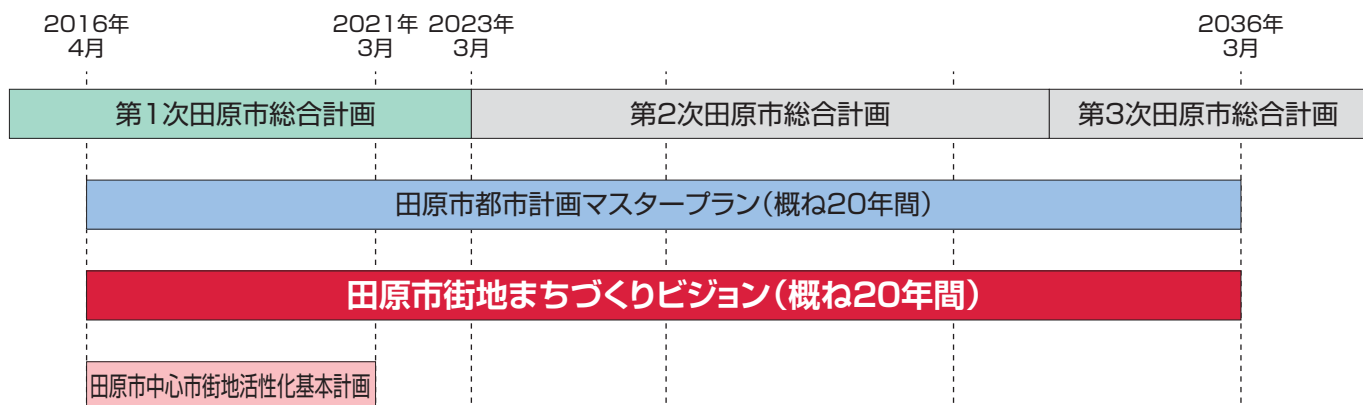 2016年
4月
2021年
3月
2023年
3月
2036年
3月
第1次田原市総合計画
第2次田原市総合計画
第3次田原市総合計画
田原市都市計画マスタープラン(概ね20年間)
田原市街地まちづくりビジョン(概ね20年間)
田原市中心市街地活性化基本計画